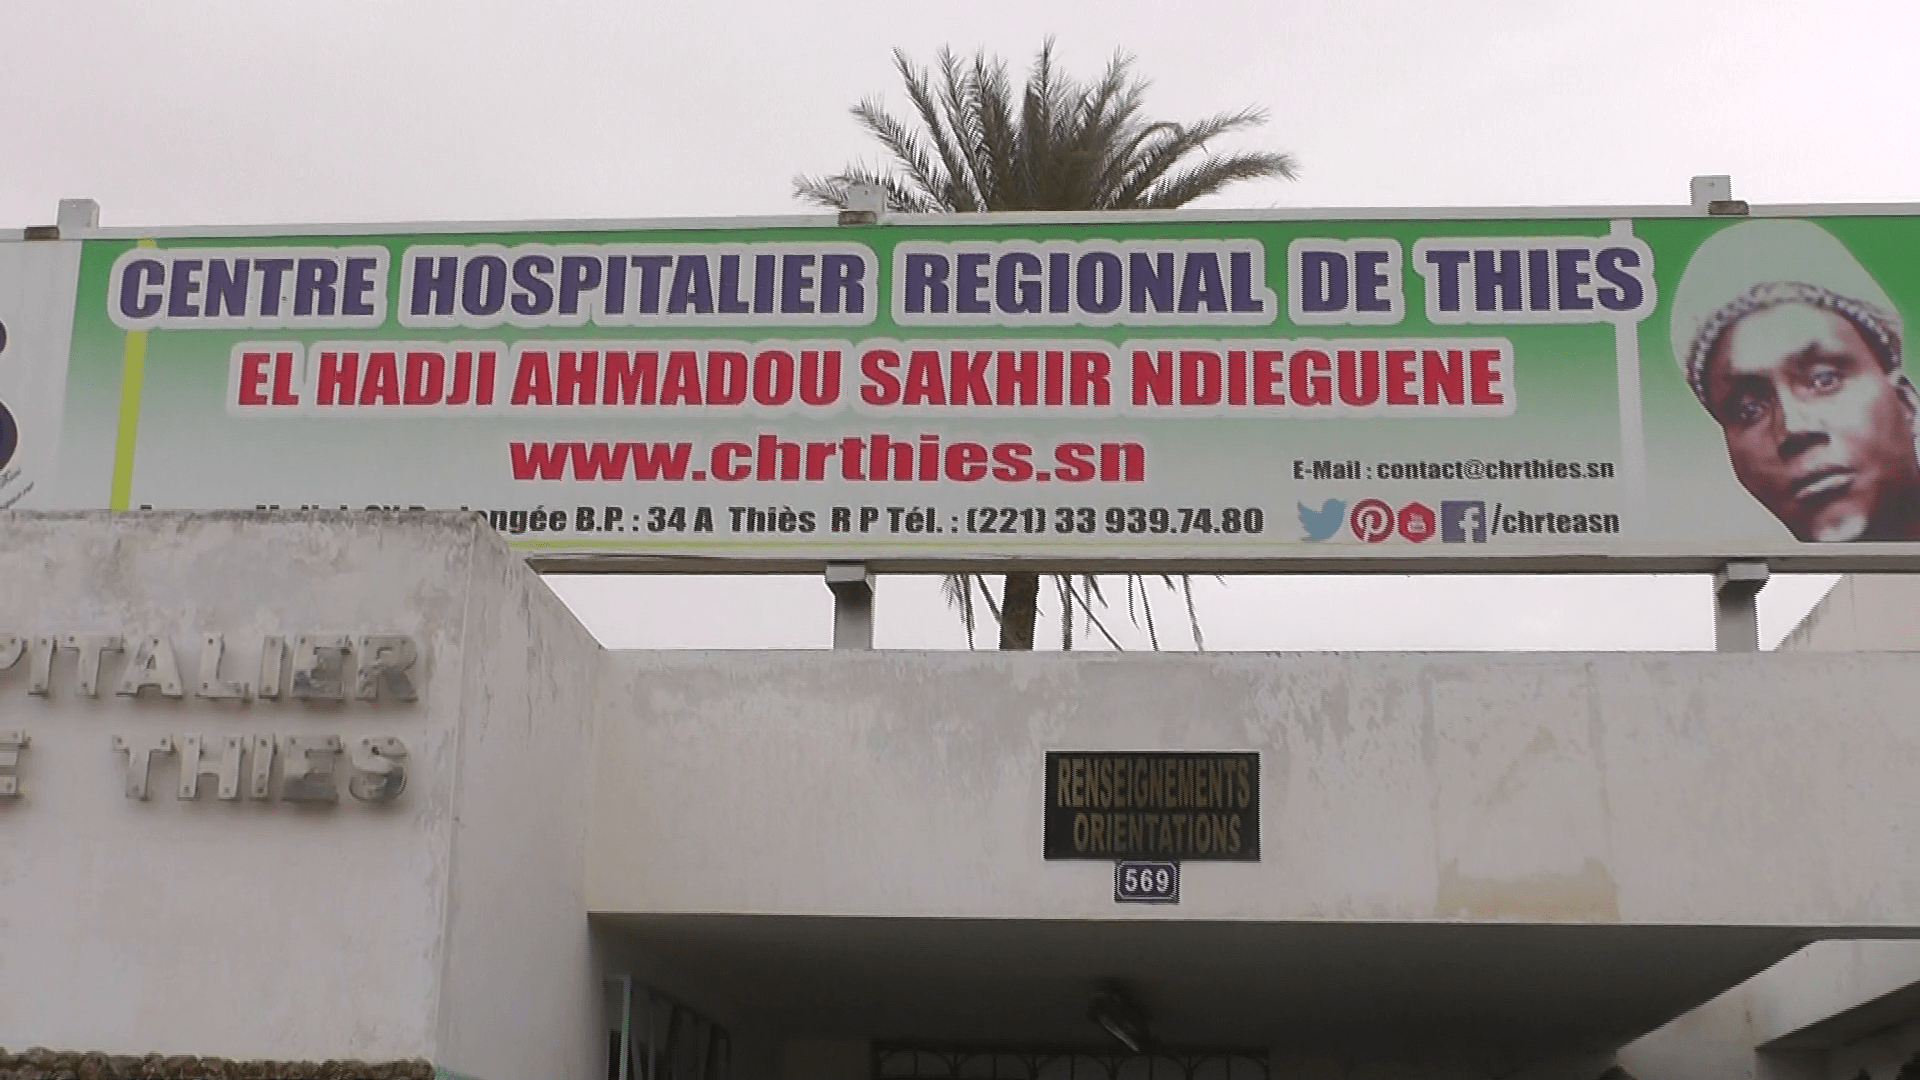 CENTRE HOSPITALIER REGIONAL DE THIES
EL HADJI AHMADOU SAKHIR NDIEGUENE
www.chrthies.sn
E-Mail : contact@chrthies.sn
B.P. : 34 A Thiès R P Tél. : (221) 33 939.74.80
/chrteasn
PITALIER
E THIES
RENSEIGNEMENTS
ORIENTATIONS
569